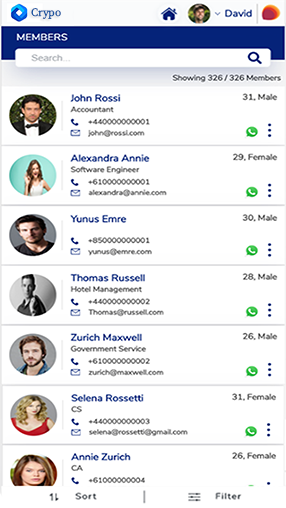 Crypo
David
MEMBERS
Search...
Showing 326 / 326 Members
John Rossi
31, Male
Accountant
+440000000001
john@rossi.com
Alexandra Annie
29, Female
Software Engineer
+610000000001
alexandra@annie.com
Yunus Emre
30, Male
+850000000001
yunus@emre.com
Thomas Russell
28, Male
Hotel Management
+440000000002
Thomas@russell.com
Zurich Maxwell
26, Male
Government Service
+610000000002
zurich@maxwell.com
Selena Rossetti
31, Female
CS
+440000000003
selena@rossetti@gmail.com
Annie Zurich
26, Female
CA
+610000000004
Sort | Filter